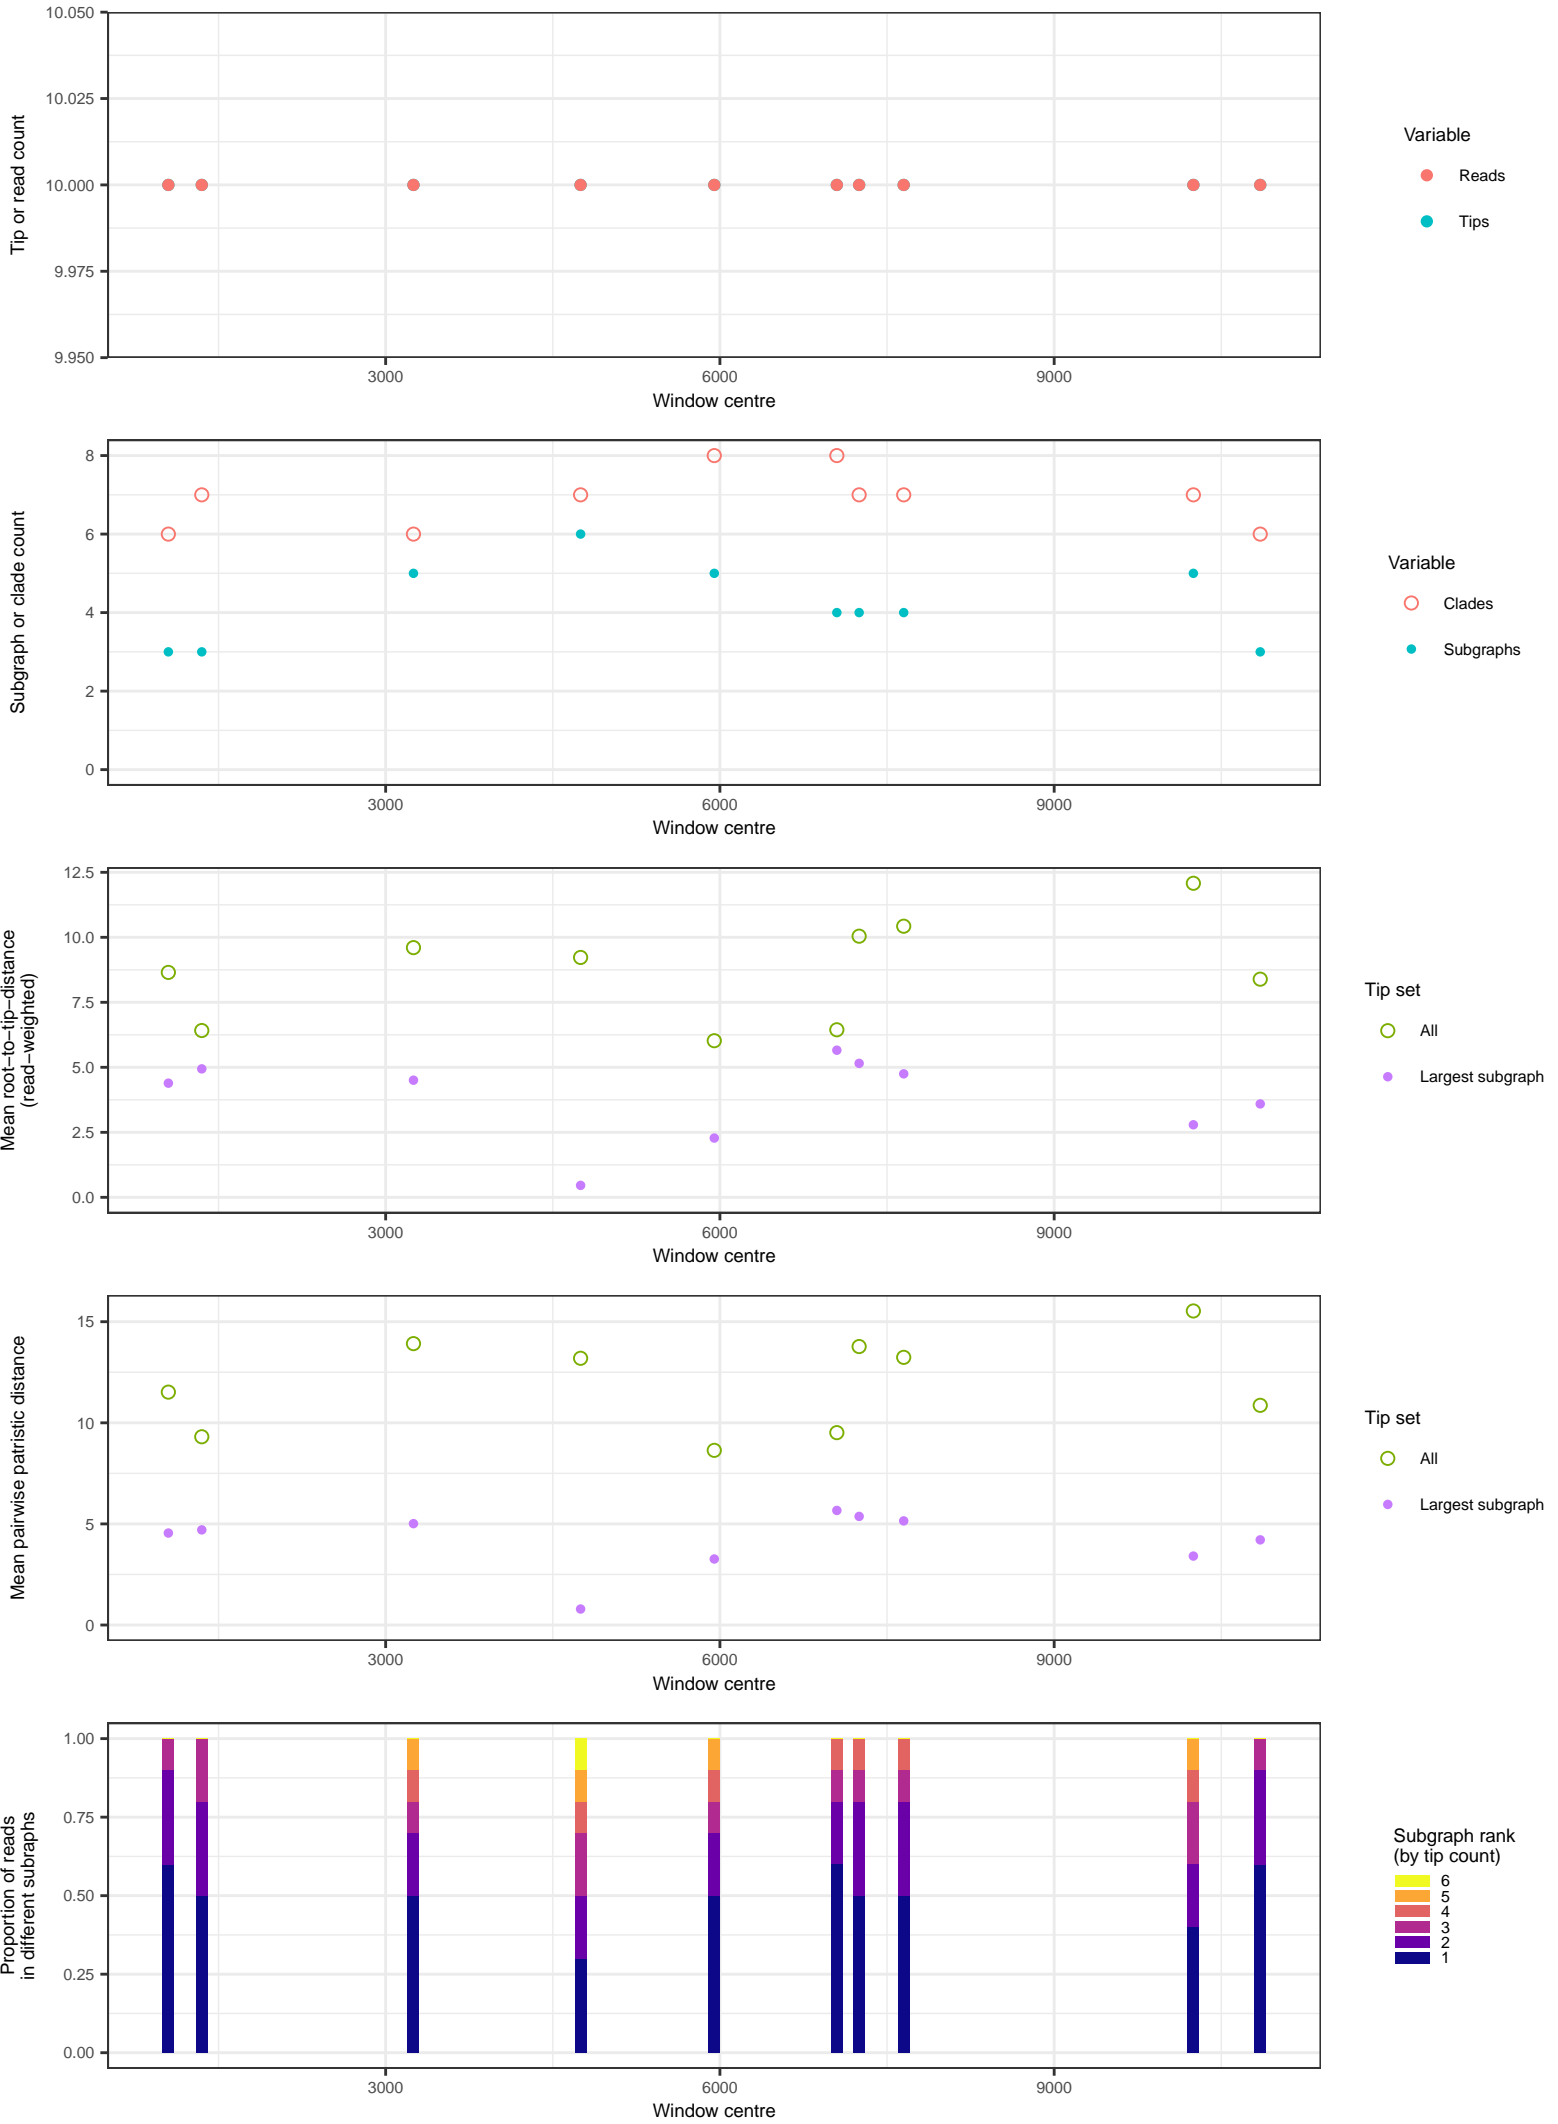 10.050
10.025
10.000
9.975
9.950
Tip or read count
3000
6000
9000
Window centre
Variable
Reads
Tips
8
6
4
2
0
Subgraph or clade count
3000
6000
9000
Window centre
Variable
Clades
Subgraphs
12.5
10.0
7.5
5.0
2.5
0.0
Mean root−to−tip−distance
(read−weighted)
3000
6000
9000
Window centre
Tip set
All
Largest subgraph
15
10
5
0
Mean pairwise patristic distance
3000
6000
9000
Window centre
Tip set
All
Largest subgraph
1.00
0.75
0.50
0.25
0.00
Proportion of reads
in different subraphs
3000
6000
9000
Window centre
Subgraph rank
(by tip count)
6
5
4
3
2
1